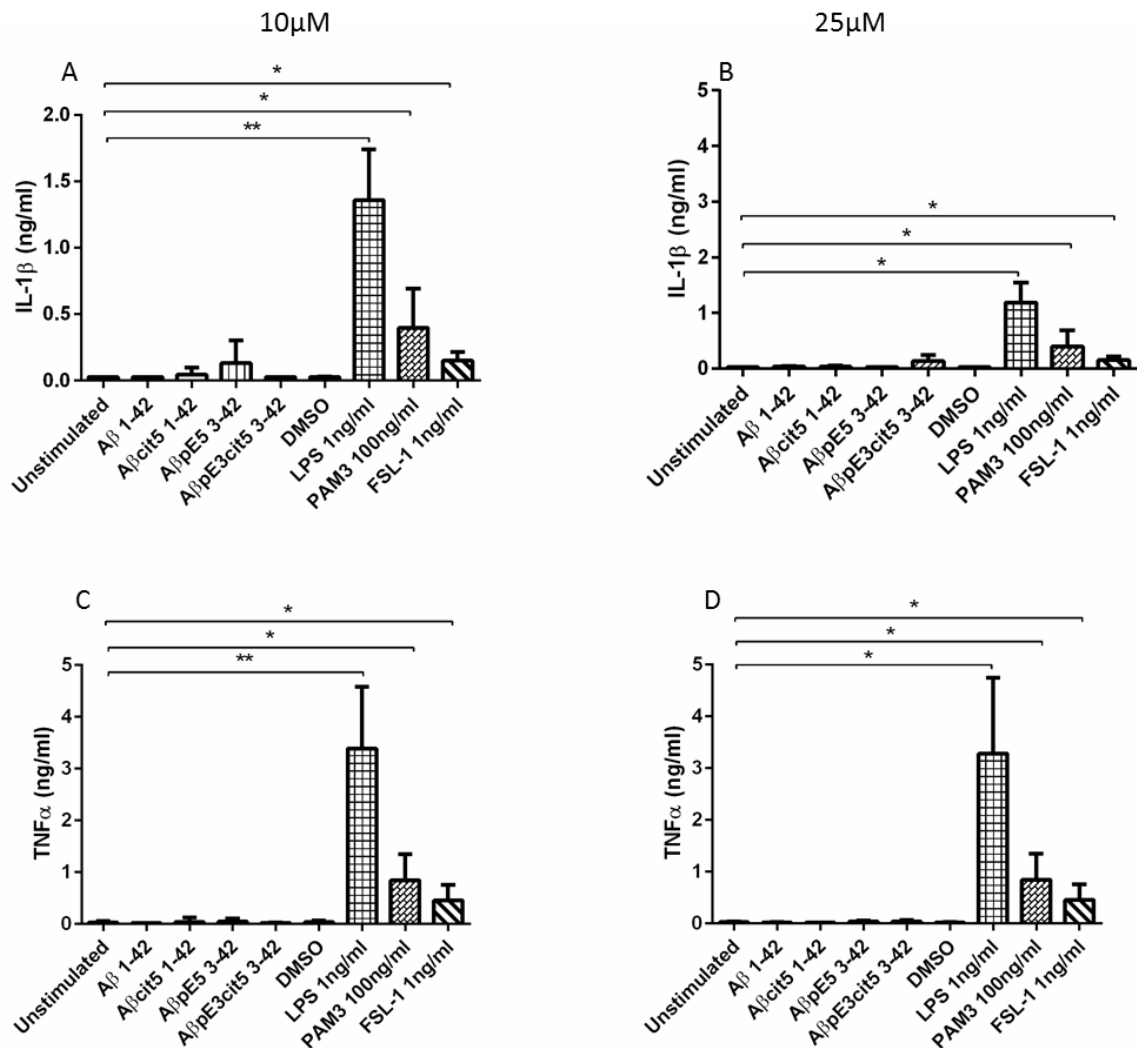 10µM
25µM
A
*
*
**
2.0
1.5
1.0
0.5
0.0
IL-1β (ng/ml)
Unstimulated
Aβ 1-42
Aβcit5 1-42
AβpE5 3-42
AβpE3cit5 3-42
DMSO
LPS 1ng/ml
PAM3 100ng/ml
FSL-1 1ng/ml
B
*
*
*
5
4
3
2
1
0
IL-1β (ng/ml)
Unstimulated
Aβ 1-42
Aβcit5 1-42
AβpE5 3-42
AβpE3cit5 3-42
DMSO
LPS 1ng/ml
PAM3 100ng/ml
FSL-1 1ng/ml
C
*
*
**
5
4
3
2
1
0
TNFα (ng/ml)
Unstimulated
Aβ 1-42
Aβcit5 1-42
AβpE5 3-42
AβpE3cit5 3-42
DMSO
LPS 1ng/ml
PAM3 100ng/ml
FSL-1 1ng/ml
D
*
*
*
5
4
3
2
1
0
TNFα (ng/ml)
Unstimulated
Aβ 1-42
Aβcit5 1-42
AβpE5 3-42
AβpE3cit5 3-42
DMSO
LPS 1ng/ml
PAM3 100ng/ml
FSL-1 1ng/ml